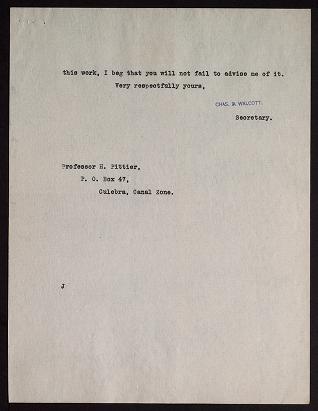 this work, I beg that you will not fail to advise me of it.
Very respectfully yours,
CHAS. D. WALCOTT.
Secretary.
Professor H. Pittier,
P. O. Box 47,
Culebra, Canal Zone.
J